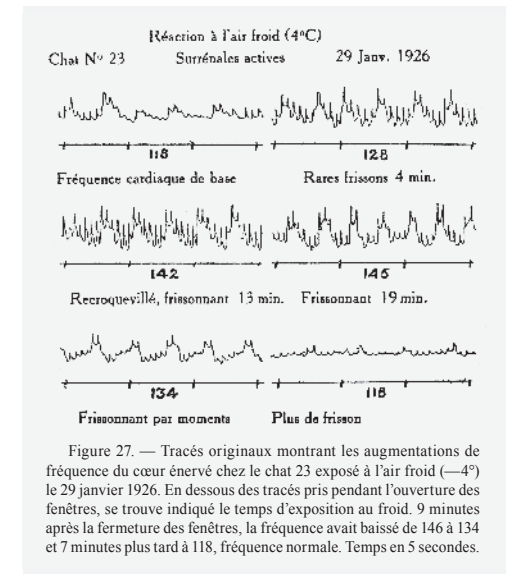 Réaction à l'air froid (4°C)
Chat Nº 23 Surrénales actives 29 Janv. 1926
118 128
Fréquence cardiaque de base Rares frissons 4 min.
142 145
Recroquevillé, frissonnant 13 min. Frissonnant 19 min.
134 118
Frissonnant par moments Plus de frisson
Figure 27. — Tracés originaux montrant les augmentations de
fréquence du cœur énervé chez le chat 23 exposé à l'air froid (—4°)
le 29 janvier 1926. En dessous des tracés pris pendant l'ouverture des
fenêtres, se trouve indiqué le temps d'exposition au froid. 9 minutes
après la fermeture des fenêtres, la fréquence avait baissé de 146 à 134
et 7 minutes plus tard à 118, fréquence normale. Temps en 5 secondes.